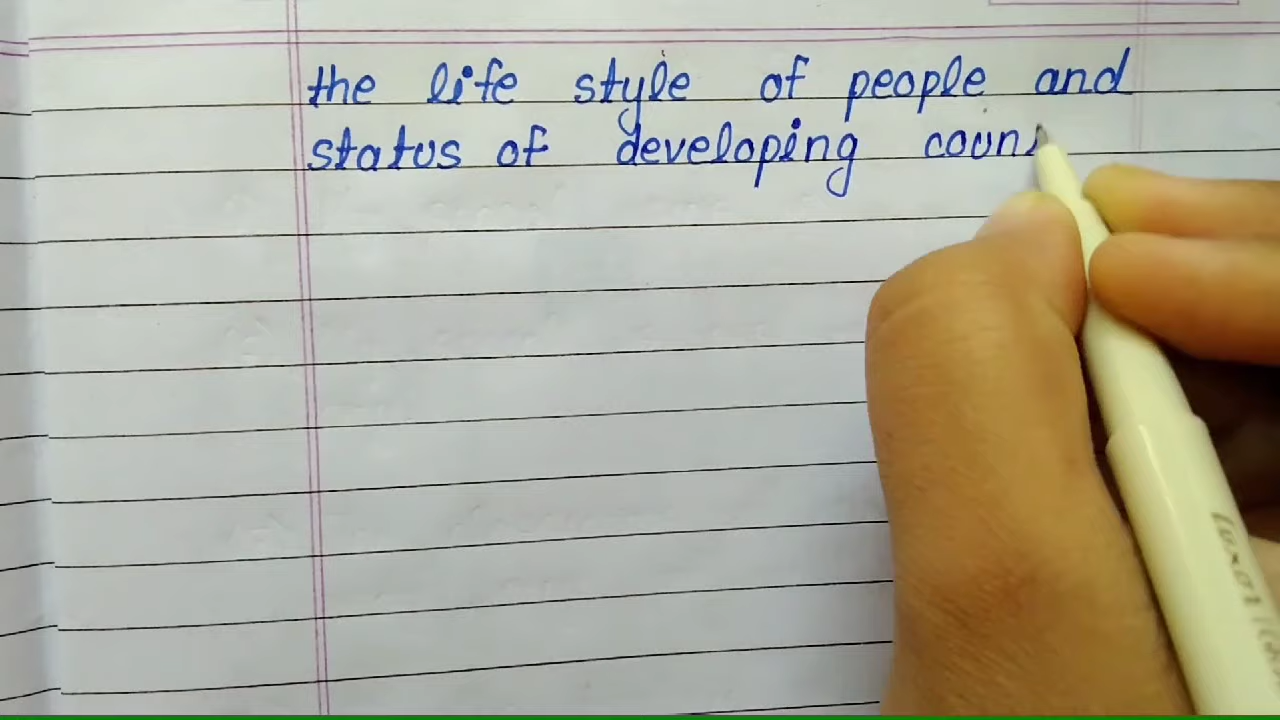 the life style of people and
status of developing coun